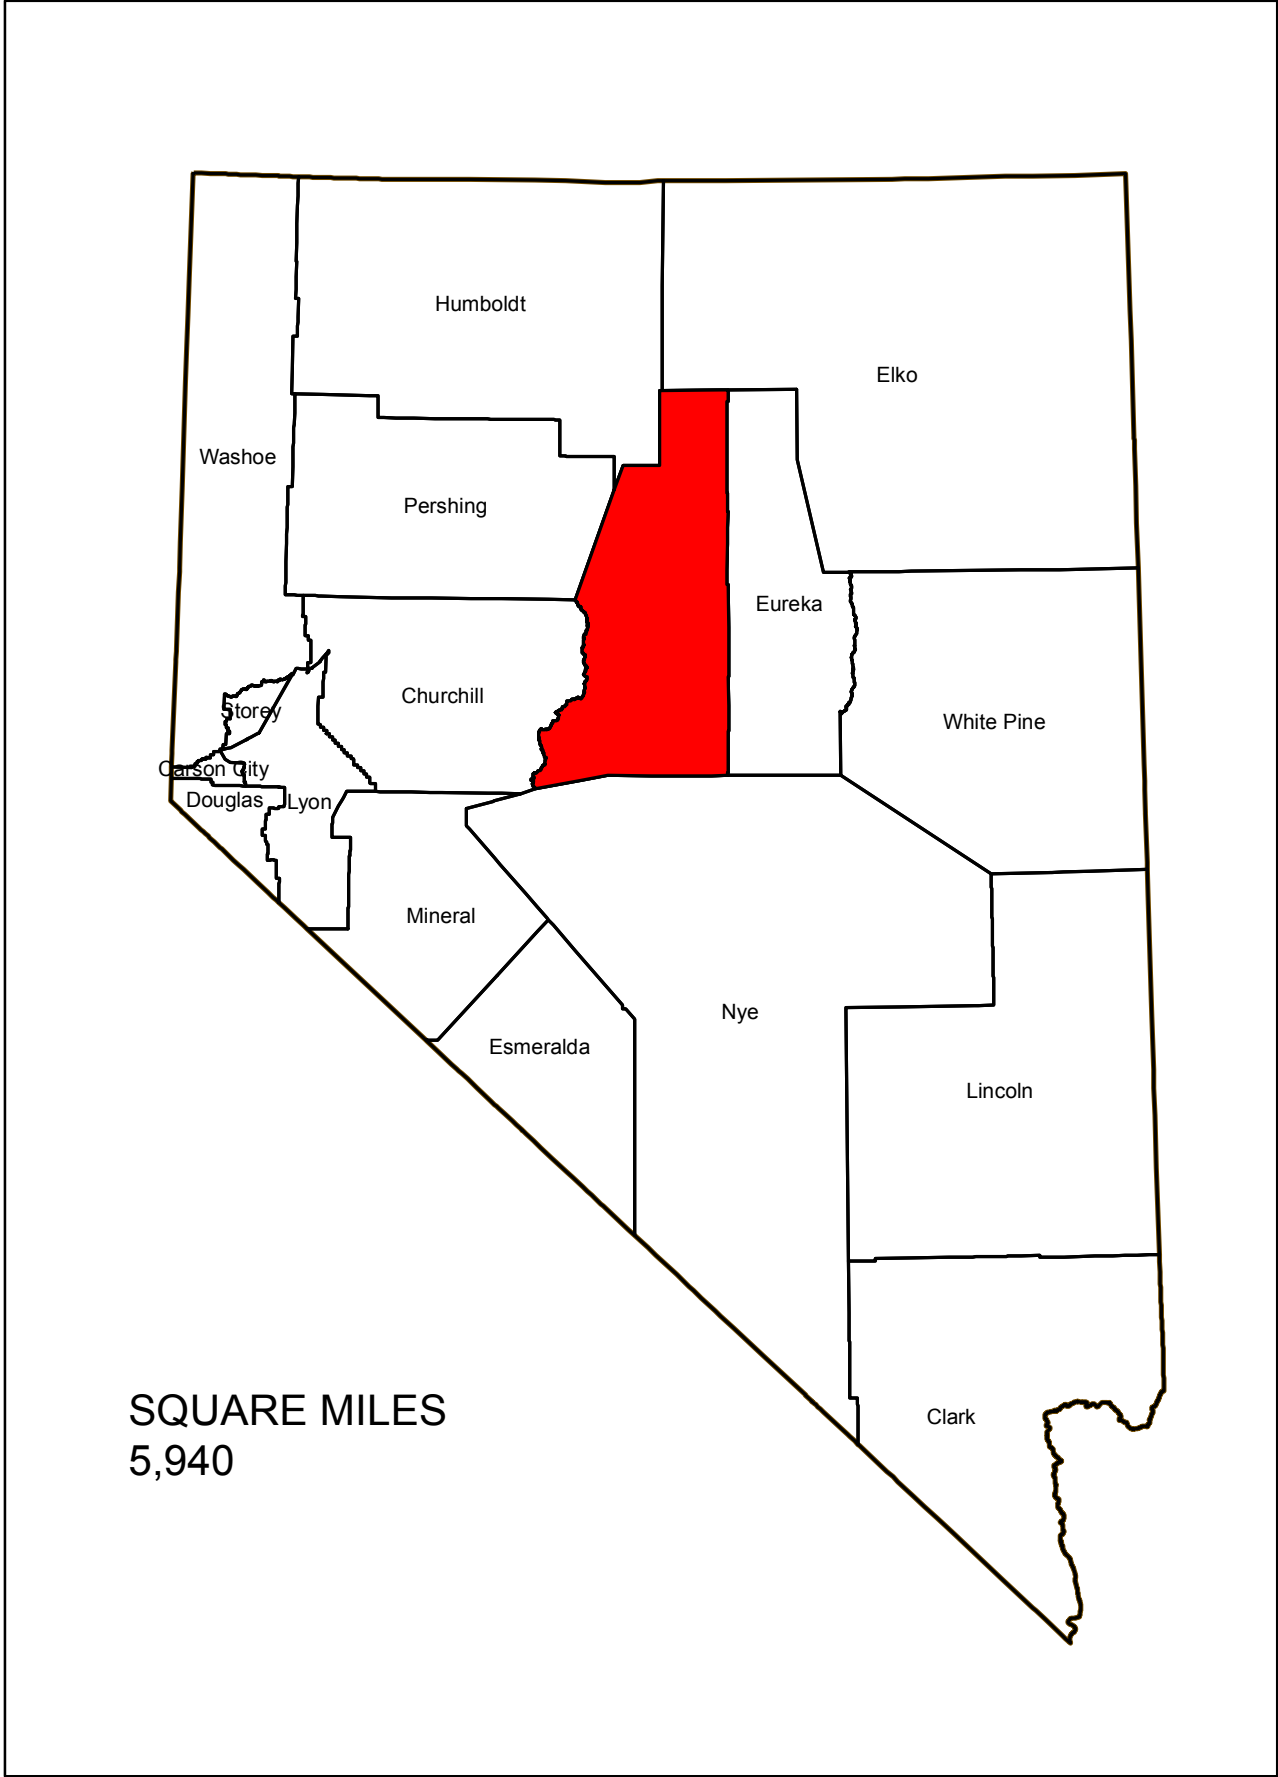 Humboldt
Elko
Washoe
Pershing
Eureka
Churchill
Storey
White Pine
Carson City
Douglas
Lyon
Mineral
Nye
Esmeralda
Lincoln
SQUARE MILES
5,940
Clark